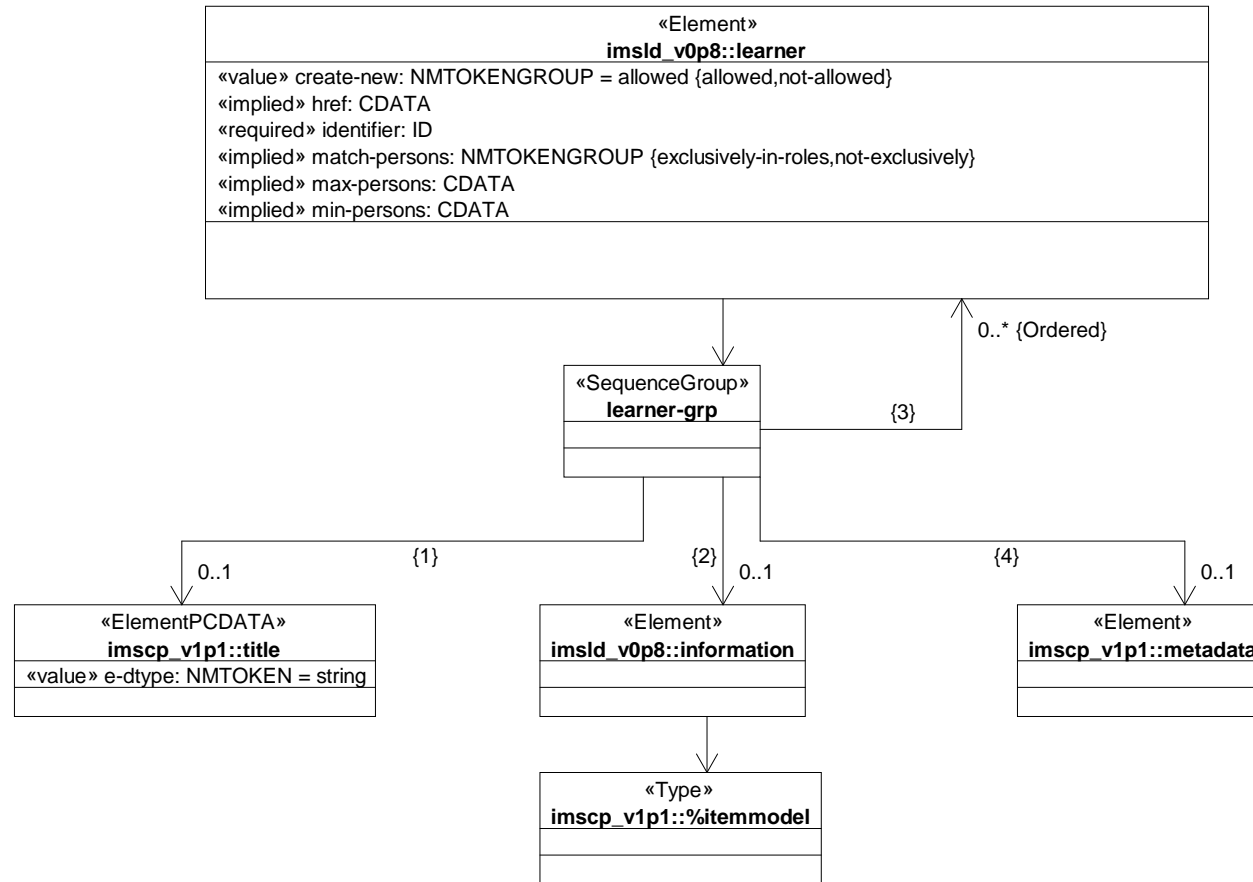 «Element»
imsld_v0p8::learner
«value» create-new: NMTOKENGROUP = allowed {allowed,not-allowed}
«implied» href: CDATA
«required» identifier: ID
«implied» match-persons: NMTOKENGROUP {exclusively-in-roles,not-exclusively}
«implied» max-persons: CDATA
«implied» min-persons: CDATA
0..* {Ordered}
«SequenceGroup»
learner-grp
{3}
{1}
{2}
{4}
0..1
0..1
0..1
«ElementPCDATA»
imscp_v1p1::title
«value» e-dtype: NMTOKEN = string
«Element»
imsld_v0p8::information
«Element»
imscp_v1p1::metadata
«Type»
imscp_v1p1::%itemmodel